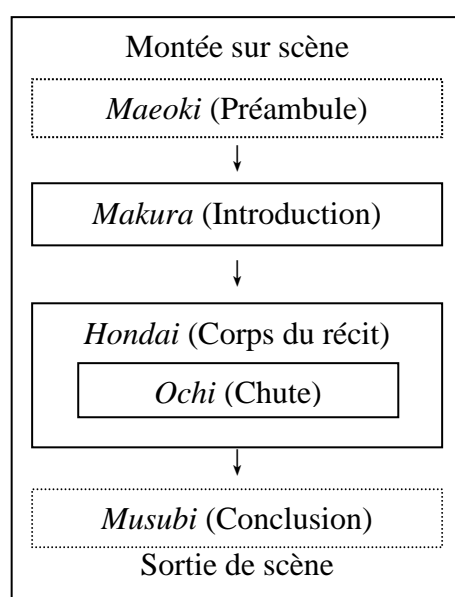 Montée sur scène
Maeoki (Préambule)
Makura (Introduction)
Hondai (Corps du récit)
Ochi (Chute)
Musubi (Conclusion)
Sortie de scène